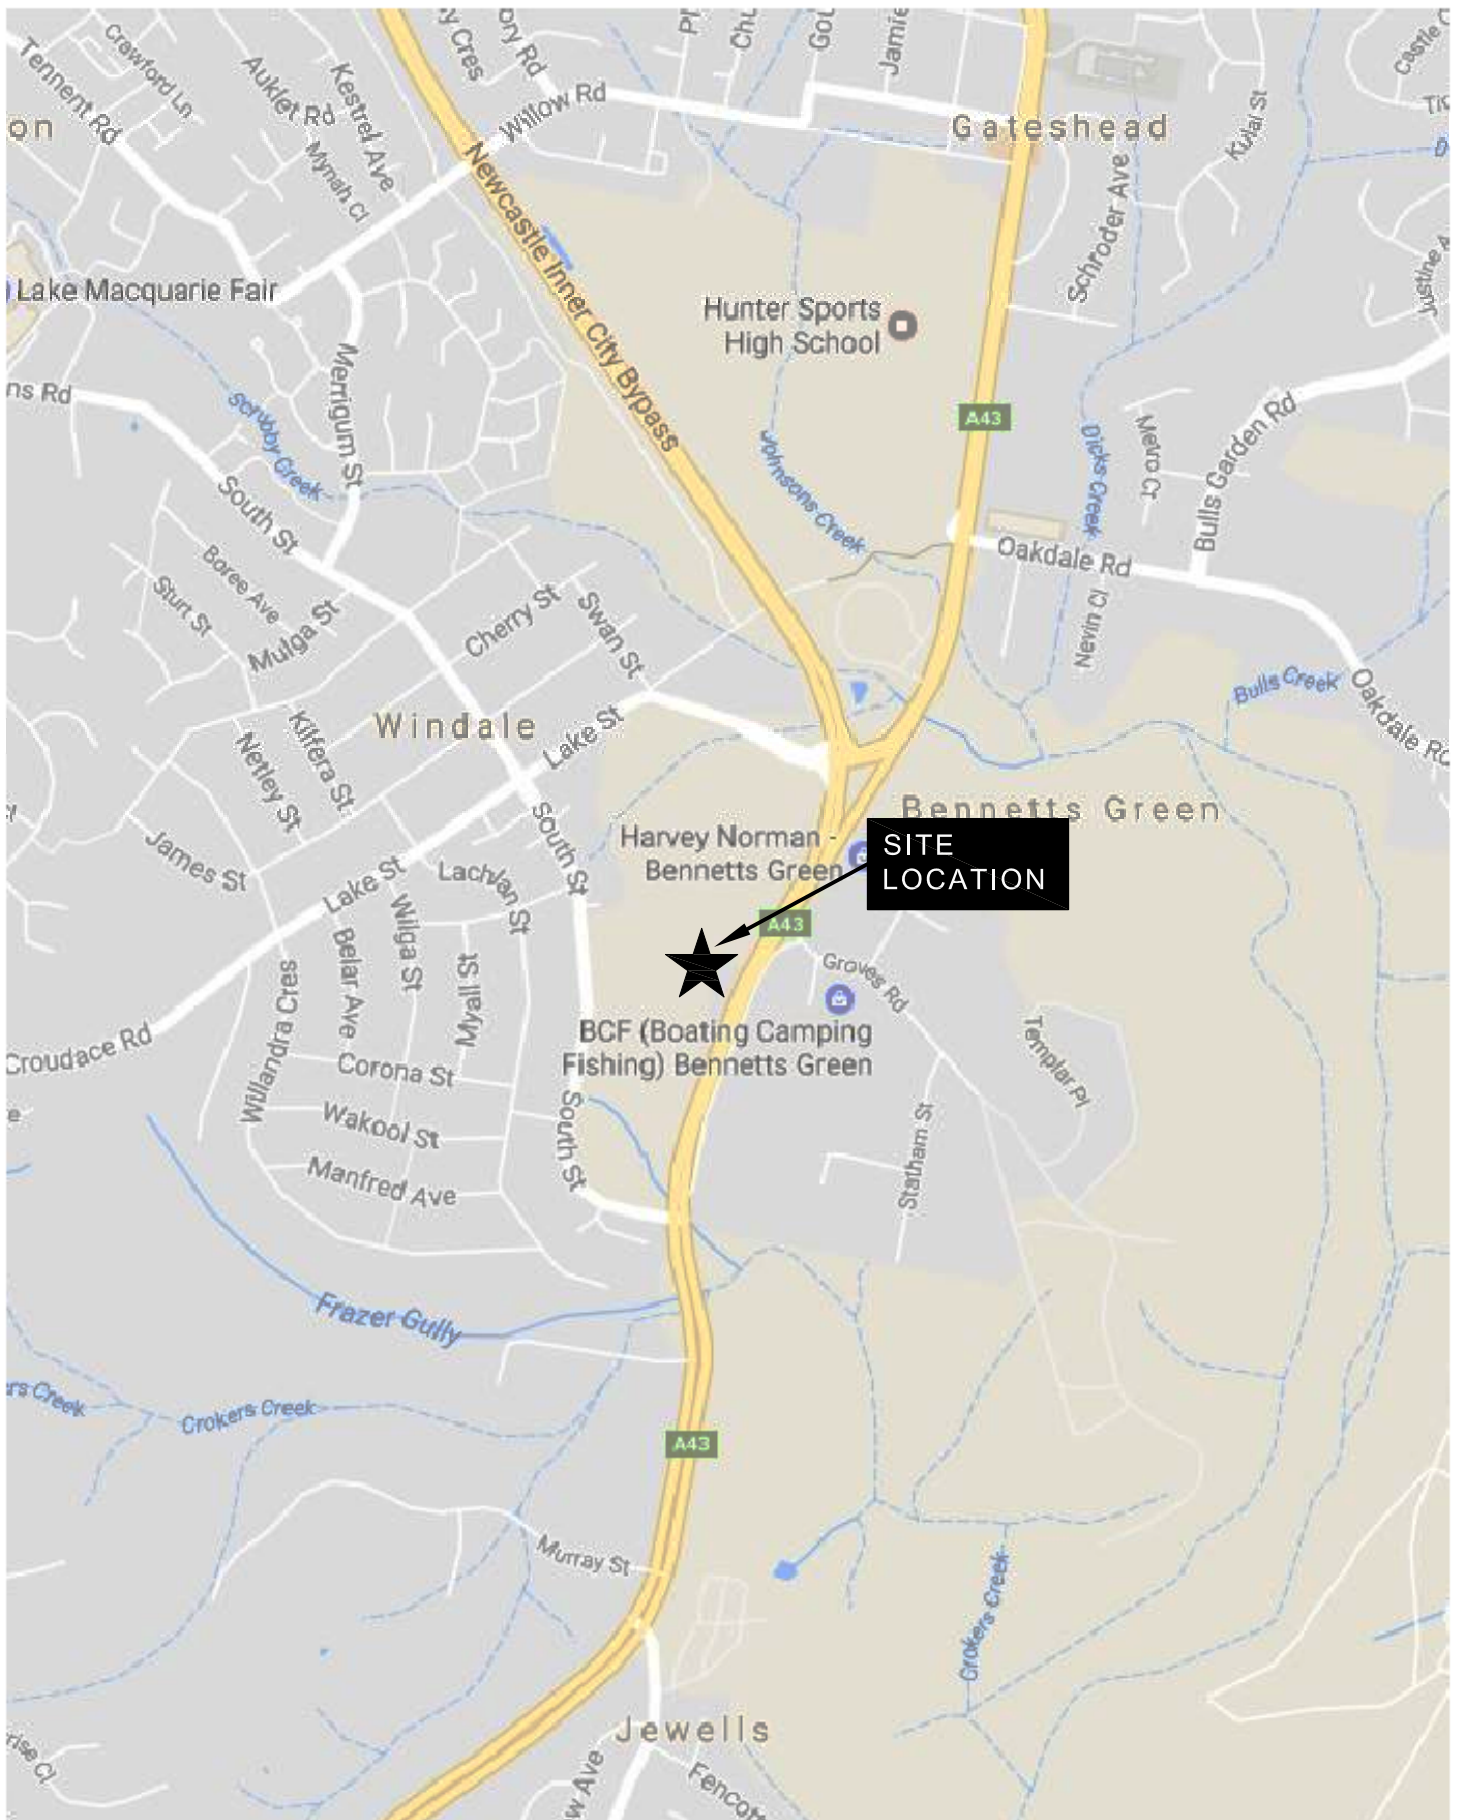 Tennent Rd
Crawford Ln
Auklet Rd
Kestrel Ave
Mynah Cl
Willow Rd
Gateshead
Kulai St
Schroder Ave
Newcastle Inner City Bypass
Lake Macquarie Fair
Hunter Sports
High School
Merrigum St
Scrubby Creek
A43
Johnsons Creek
Dicks Creek
Bulls Garden Rd
South St
Oakdale Rd
Boree Ave
Sturt St
Mulga St
Cherry St
Swan St
Nevin Cl
Bulls Creek
Oakdale Rd
Windale
Lake St
Kilfera St
Netley St
Bennetts Green
Harvey Norman -
Bennetts Green
SITE
LOCATION
South St
James St
Lake St
Lachlan St
Wilga St
Belar Ave
Myall St
A43
Groves Rd
Willandra Cres
BCF (Boating Camping
Fishing) Bennetts Green
Croudace Rd
Corona St
Templar Pl
Wakool St
South St
Statham St
Manfred Ave
Frazer Gully
Crokers Creek
A43
Murray St
Crokers Creek
Jewells